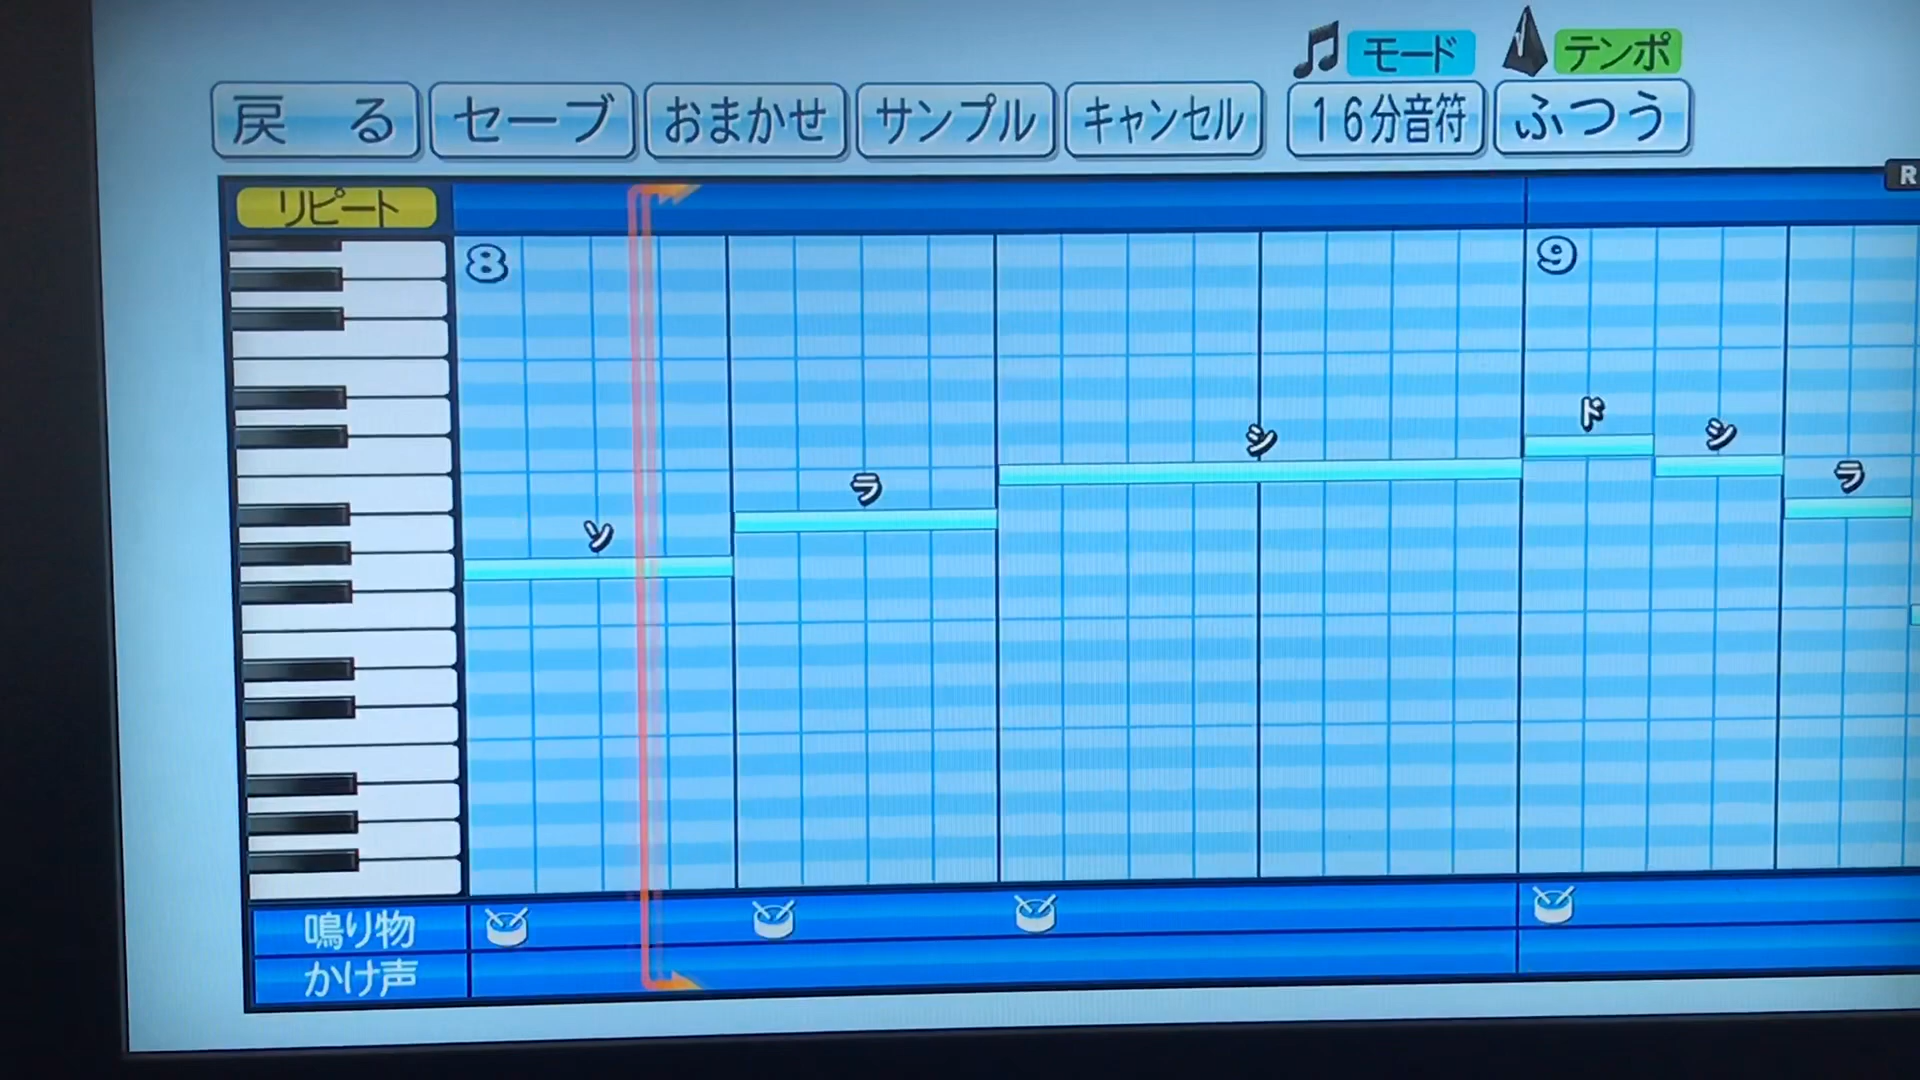 モード テンポ
戻る セーブ おまかせ サンプル キャンセル 16分音符 ふつう
リピート R
8 9
ド
シ シ
ラ ラ
ソ
鳴り物
かけ声